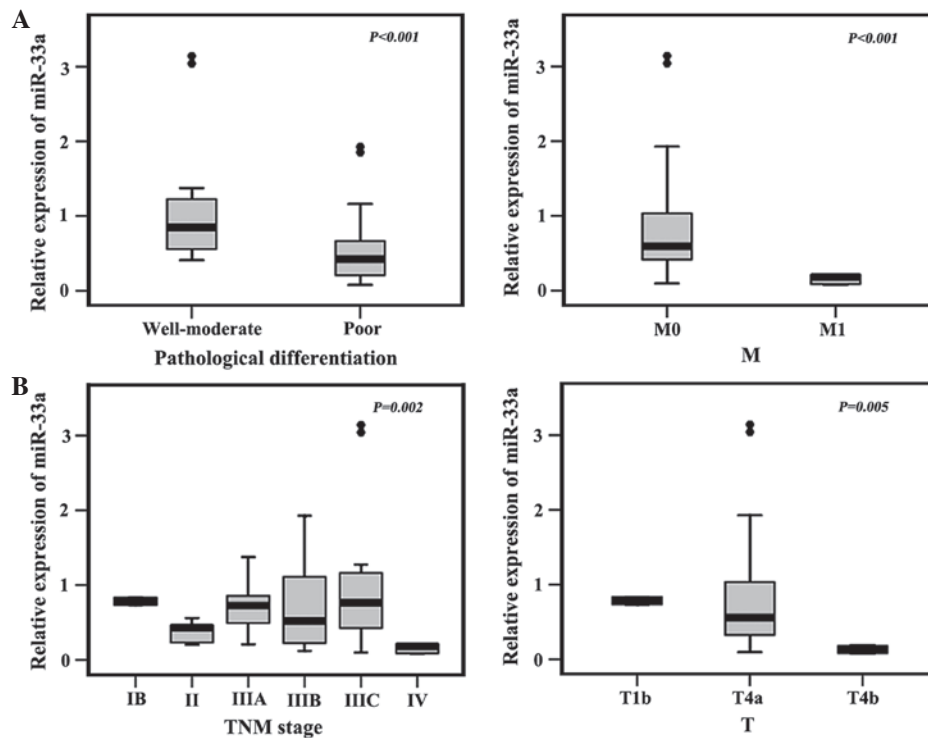 A
Relative expression of miR-33a
3
2
1
0
P<0.001
Well-moderate Poor
Pathological differentiation
Relative expression of miR-33a
3
2
1
0
P<0.001
M0 M1
M
B
Relative expression of miR-33a
3
2
1
0
P=0.002
IB II IIIA IIIB IIIC IV
TNM stage
Relative expression of miR-33a
3
2
1
0
P=0.005
T1b T4a T4b
T